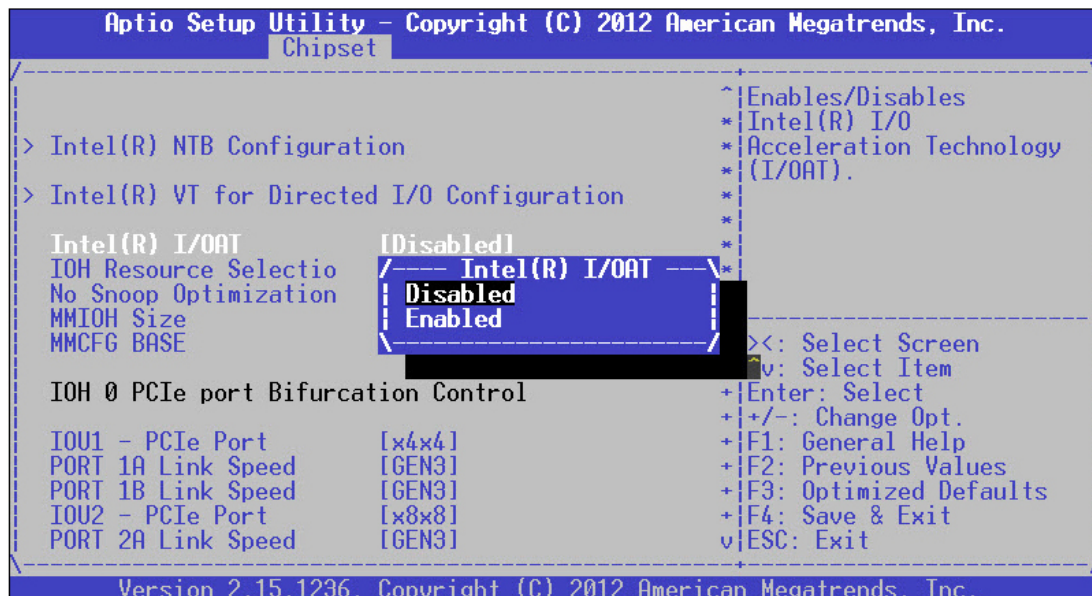 Aptio Setup Utility - Copyright (C) 2012 American Megatrends, Inc.
Chipset
> Intel(R) NTB Configuration
> Intel(R) VT for Directed I/O Configuration
Intel(R) I/OAT [Disabled]
IOH Resource Selectio
No Snoop Optimization
MMIOH Size
MMCFG BASE
/---- Intel(R) I/OAT ---\
Disabled
Enabled
IOH 0 PCIe port Bifurcation Control
IOU1 - PCIe Port [x4x4]
PORT 1A Link Speed [GEN3]
PORT 1B Link Speed [GEN3]
IOU2 - PCIe Port [x8x8]
PORT 2A Link Speed [GEN3]
Enables/Disables
Intel(R) I/O
Acceleration Technology
(I/OAT).
><: Select Screen
^v: Select Item
Enter: Select
+/-: Change Opt.
F1: General Help
F2: Previous Values
F3: Optimized Defaults
F4: Save & Exit
ESC: Exit
Version 2.15.1236. Copyright (C) 2012 American Megatrends, Inc.